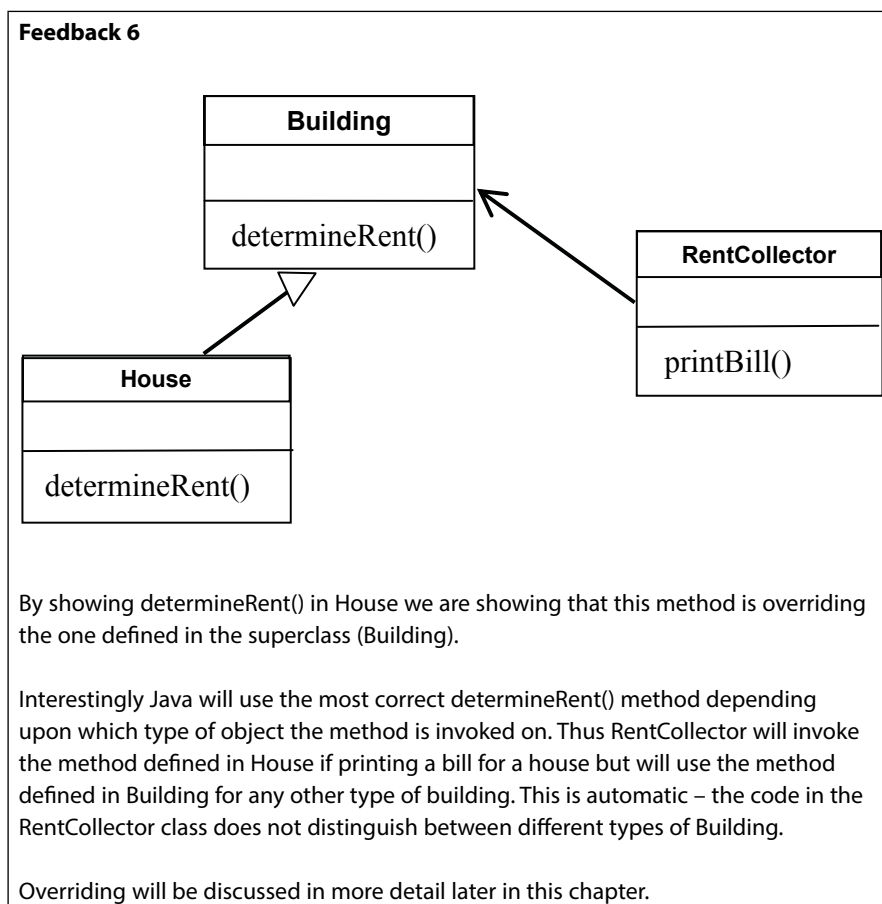 Feedback 6
Building
determineRent()
RentCollector
printBill()
House
determineRent()
By showing determineRent() in House we are showing that this method is overriding
the one defined in the superclass (Building).
Interestingly Java will use the most correct determineRent() method depending
upon which type of object the method is invoked on. Thus RentCollector will invoke
the method defined in House if printing a bill for a house but will use the method
defined in Building for any other type of building. This is automatic – the code in the
RentCollector class does not distinguish between different types of Building.
Overriding will be discussed in more detail later in this chapter.